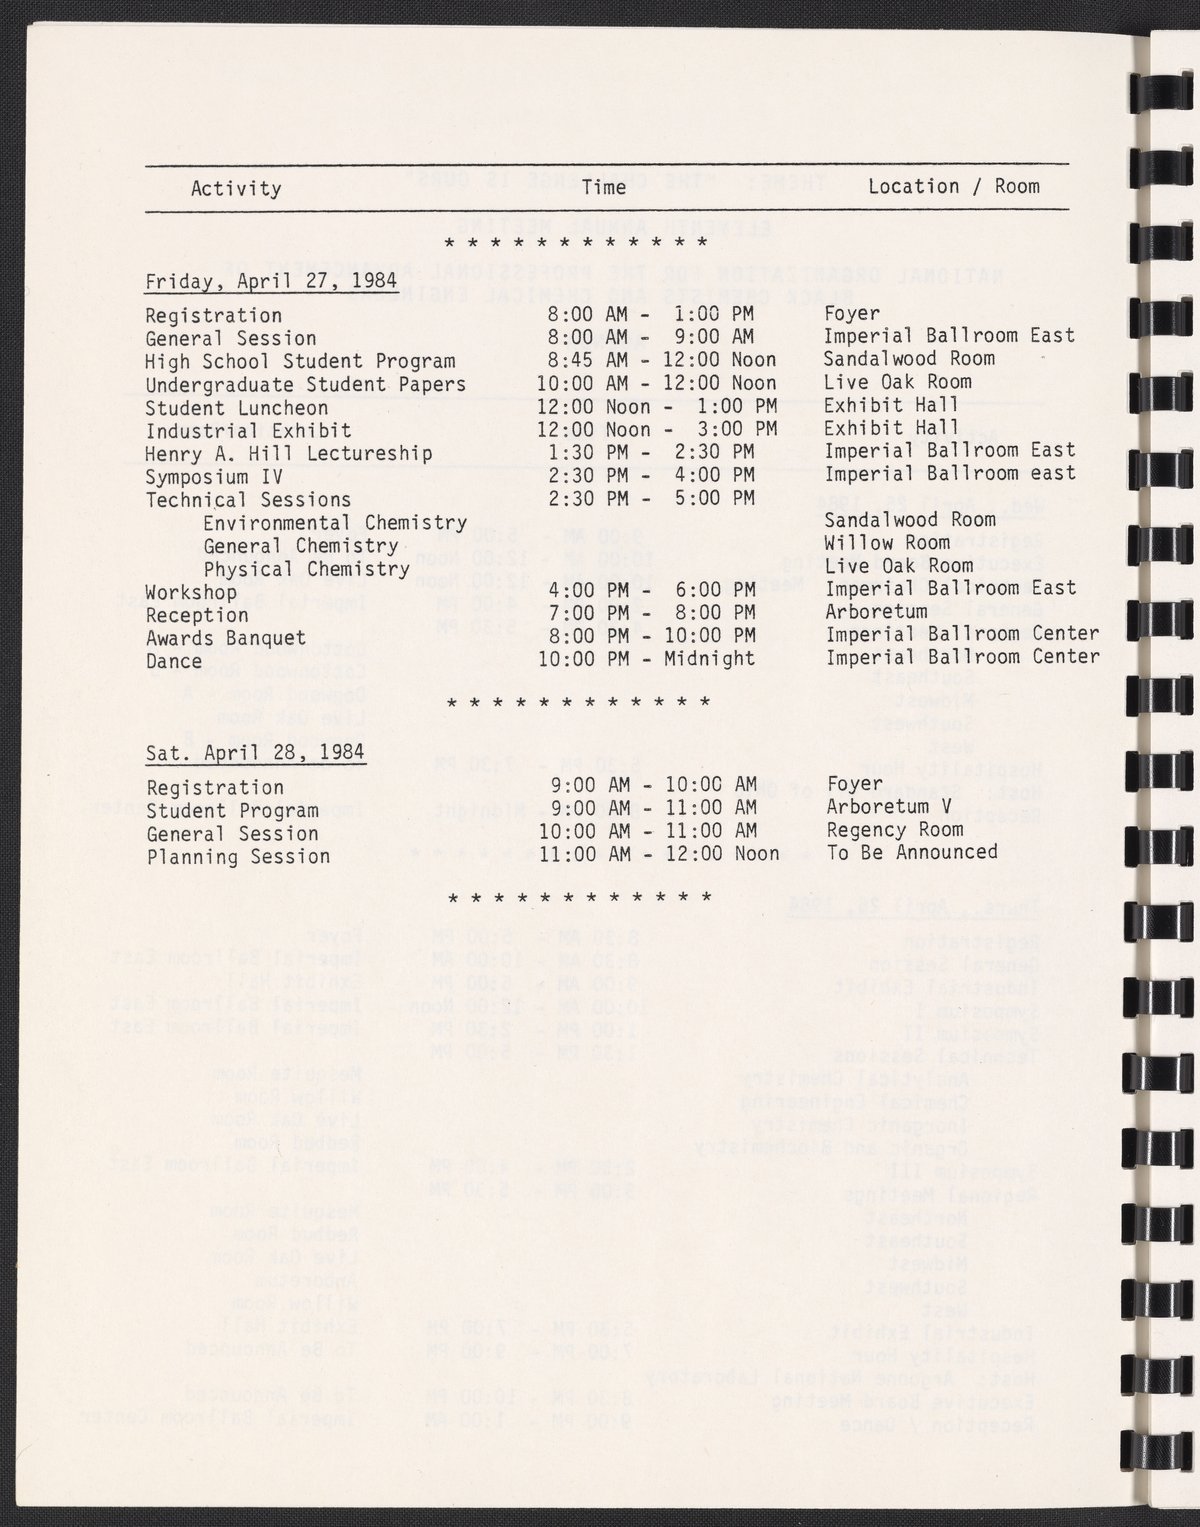 Activity Time Location / Room
* * * * * * * * * * * *
Friday, April 27, 1984
Registration 8:00 AM - 1:00 PM Foyer
General Session 8:00 AM - 9:00 AM Imperial Ballroom East
High School Student Program 8:45 AM - 12:00 Noon Sandalwood Room
Undergraduate Student Papers 10:00 AM - 12:00 Noon Live Oak Room
Student Luncheon 12:00 Noon - 1:00 PM Exhibit Hall
Industrial Exhibit 12:00 Noon - 3:00 PM Exhibit Hall
Henry A. Hill Lectureship 1:30 PM - 2:30 PM Imperial Ballroom East
Symposium IV 2:30 PM - 4:00 PM Imperial Ballroom east
Technical Sessions 2:30 PM - 5:00 PM
Environmental Chemistry Sandalwood Room
General Chemistry Willow Room
Physical Chemistry Live Oak Room
Workshop 4:00 PM - 6:00 PM Imperial Ballroom East
Reception 7:00 PM - 8:00 PM Arboretum
Awards Banquet 8:00 PM - 10:00 PM Imperial Ballroom Center
Dance 10:00 PM - Midnight Imperial Ballroom Center
* * * * * * * * * * * *
Sat. April 28, 1984
Registration 9:00 AM - 10:00 AM Foyer
Student Program 9:00 AM - 11:00 AM Arboretum V
General Session 10:00 AM - 11:00 AM Regency Room
Planning Session 11:00 AM - 12:00 Noon To Be Announced
* * * * * * * * * * * *